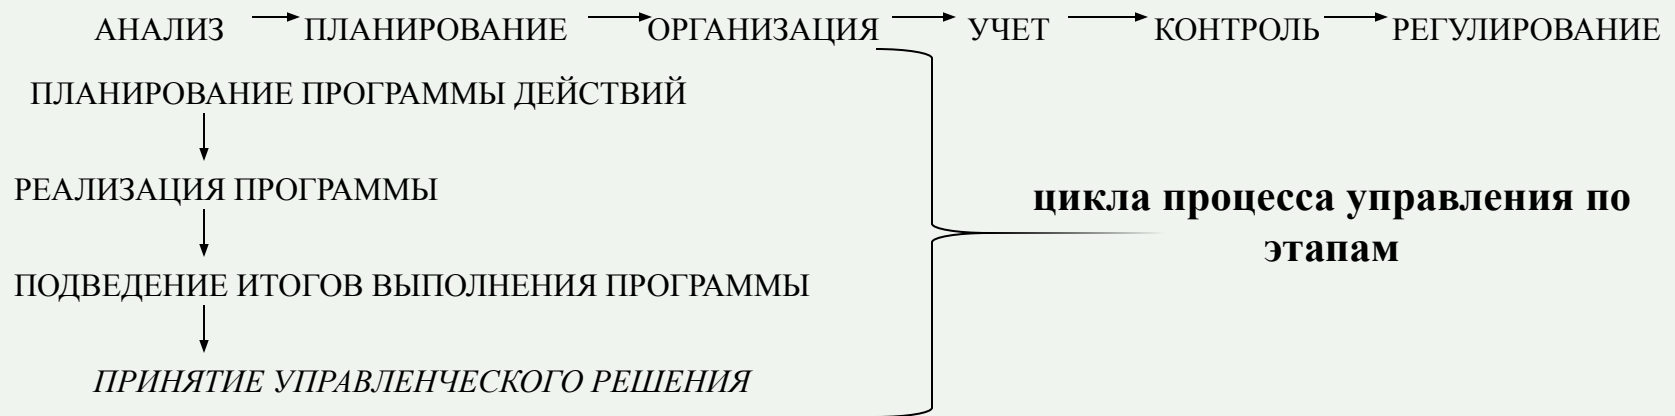 АНАЛИЗ ПЛАНИРОВАНИЕ ОРГАНИЗАЦИЯ УЧЕТ КОНТРОЛЬ РЕГУЛИРОВАНИЕ
ПЛАНИРОВАНИЕ ПРОГРАММЫ ДЕЙСТВИЙ
РЕАЛИЗАЦИЯ ПРОГРАММЫ
ПОДВЕДЕНИЕ ИТОГОВ ВЫПОЛНЕНИЯ ПРОГРАММЫ
ПРИНЯТИЕ УПРАВЛЕНЧЕСКОГО РЕШЕНИЯ
цикла процесса управления по
этапам